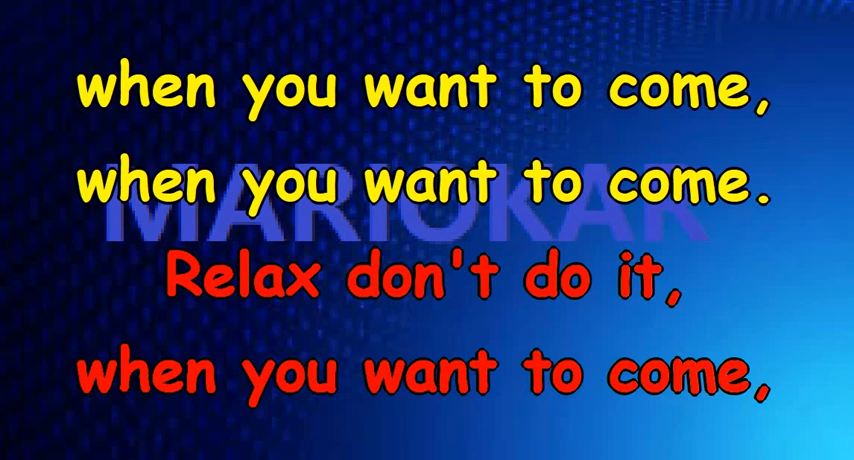 when you want to come,
MARIOKAR
when you want to come.
Relax don't do it,
when you want to come,